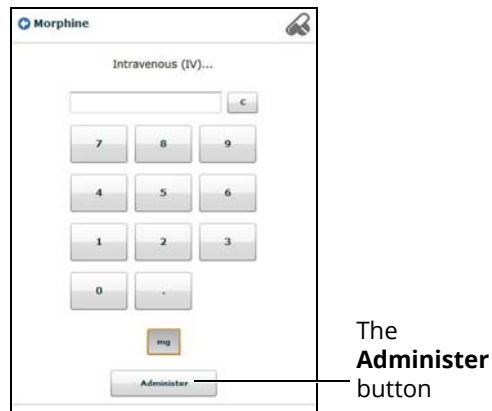 Morphine
Intravenous (IV)...
C
7 8 9
4 5 6
1 2 3
0 .
mg
Administer
The
Administer
button